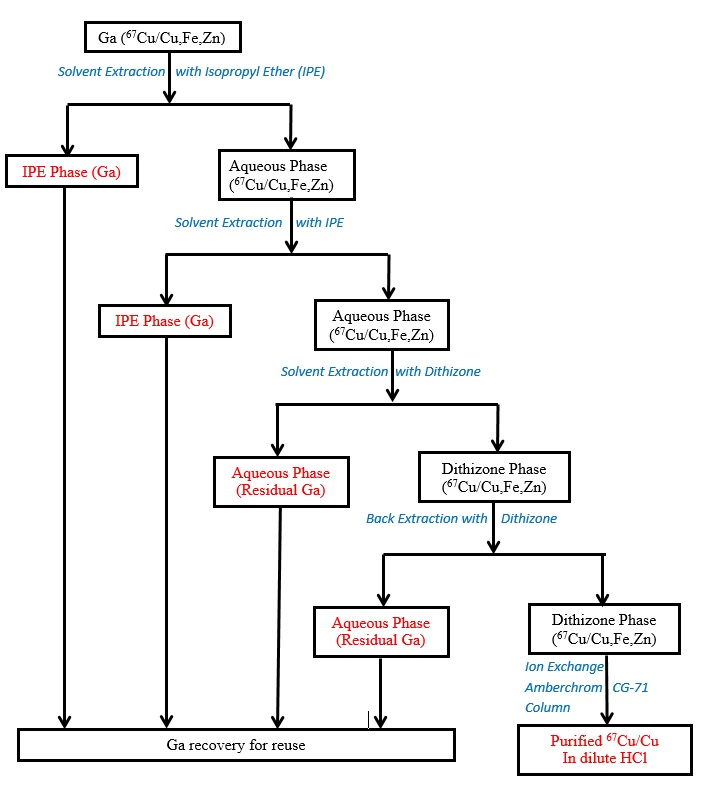 Ga (⁶⁷Cu/Cu,Fe,Zn)
Solvent Extraction with Isopropyl Ether (IPE)
IPE Phase (Ga)
Aqueous Phase
(⁶⁷Cu/Cu,Fe,Zn)
Solvent Extraction with IPE
IPE Phase (Ga)
Aqueous Phase
(⁶⁷Cu/Cu,Fe,Zn)
Solvent Extraction with Dithizone
Aqueous Phase
(Residual Ga)
Dithizone Phase
(⁶⁷Cu/Cu,Fe,Zn)
Back Extraction with Dithizone
Aqueous Phase
(Residual Ga)
Dithizone Phase
(⁶⁷Cu/Cu,Fe,Zn)
Ion Exchange
Amberchrom CG-71
Column
Ga recovery for reuse
Purified ⁶⁷Cu/Cu
In dilute HCl